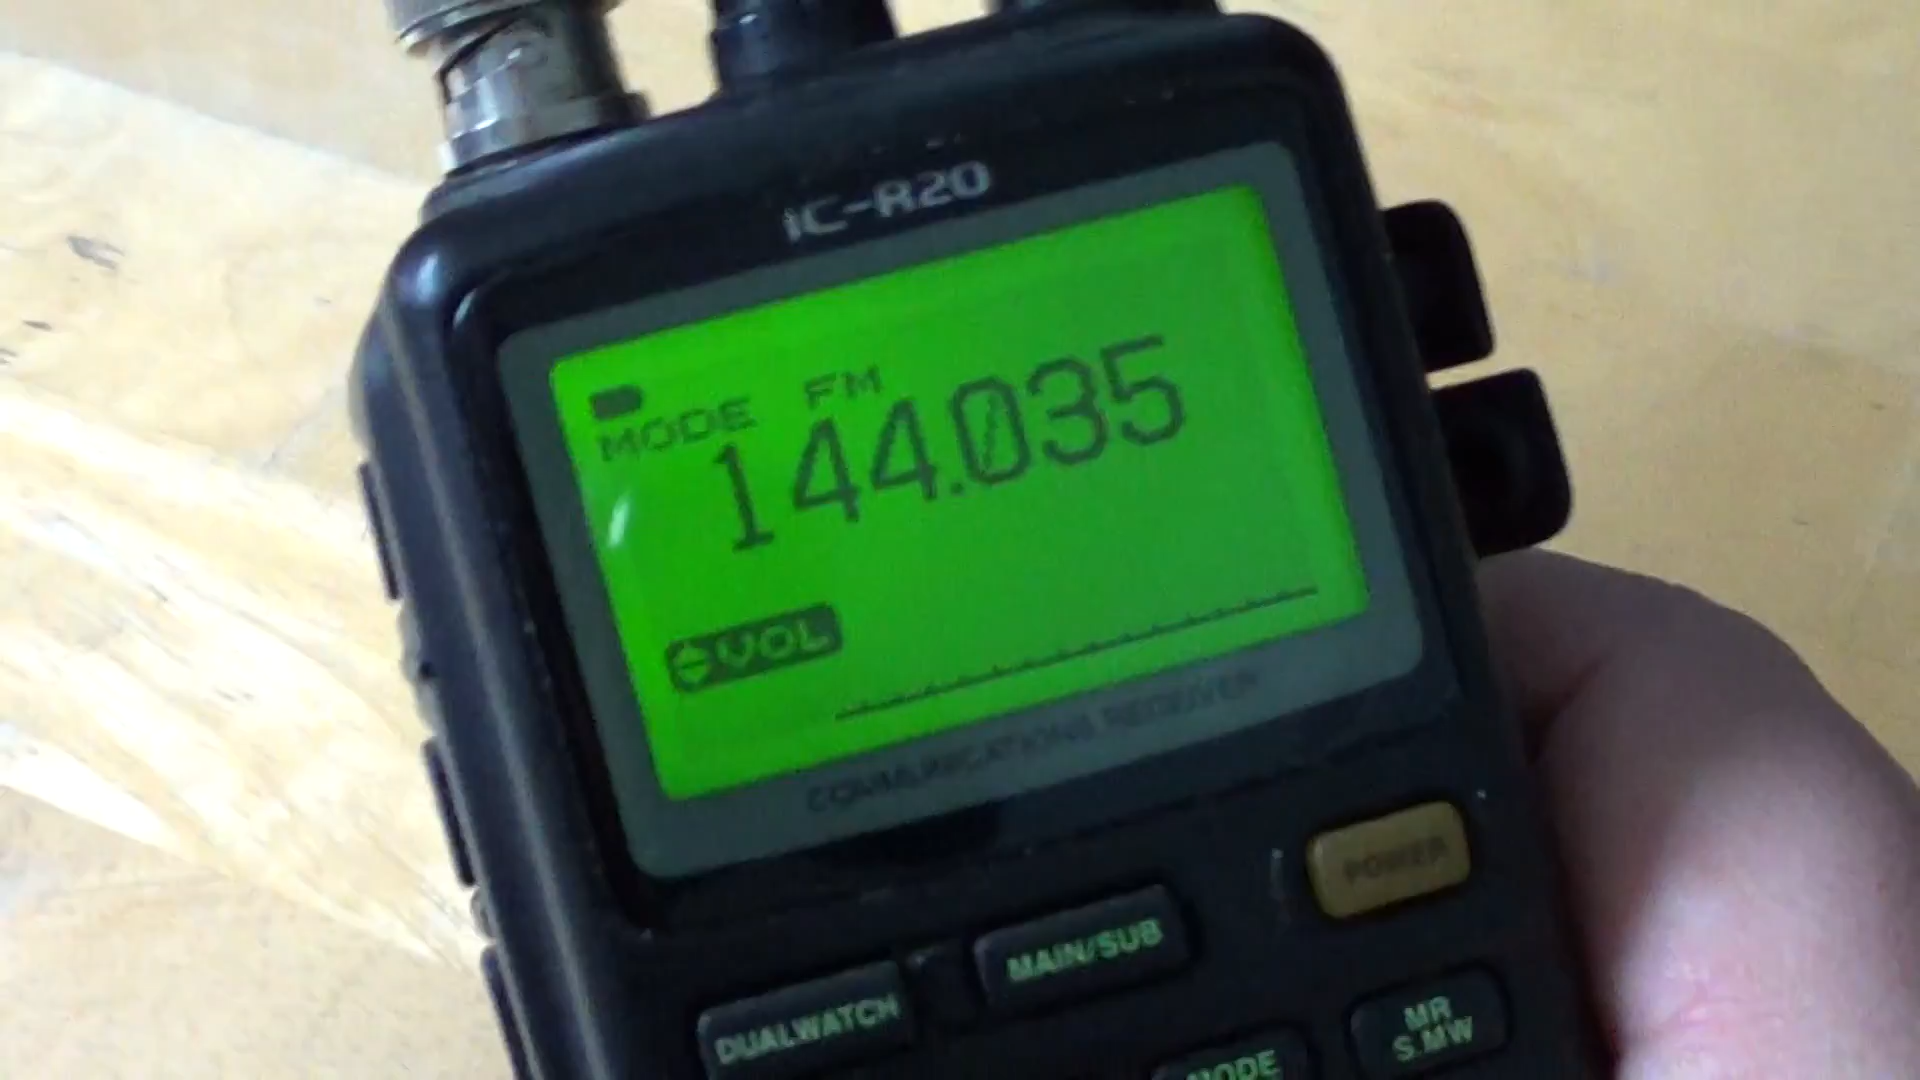 iC-R20
MODE FM
144.035
VOL
COMMUNICATIONS RECEIVER
POWER
MAIN/SUB
DUALWATCH
MR
S.MW
MODE